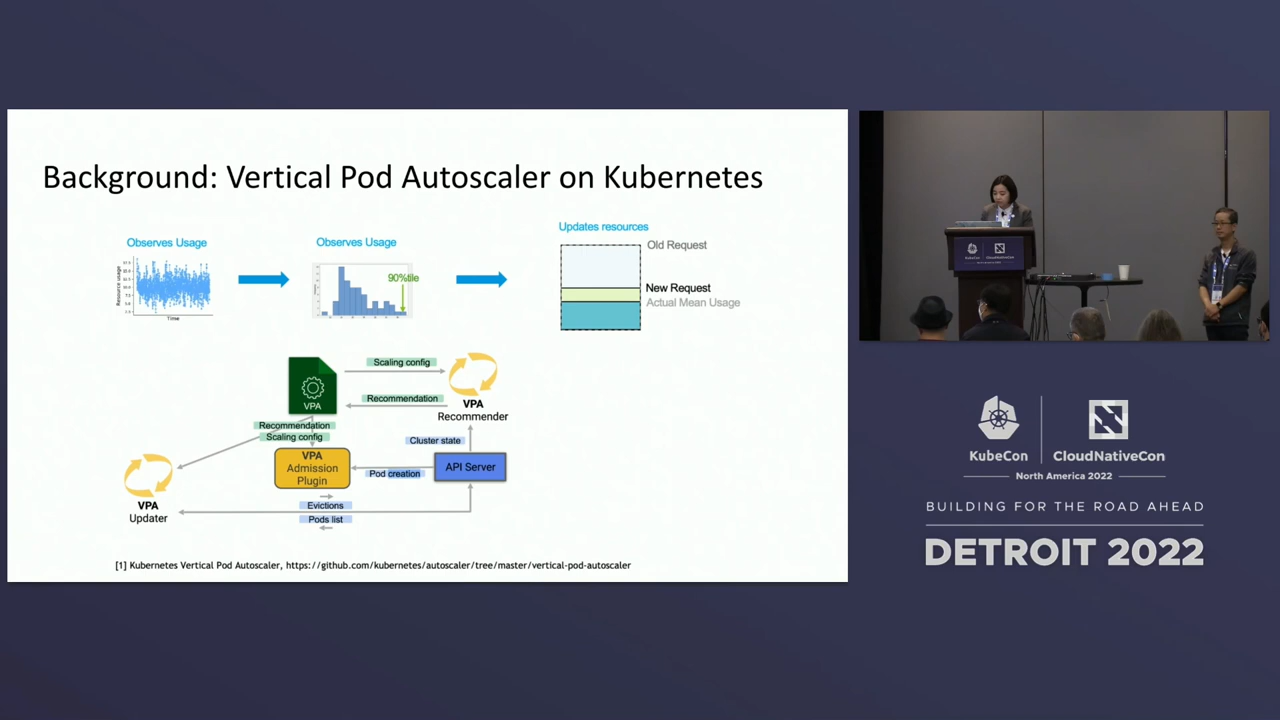 Background: Vertical Pod Autoscaler on Kubernetes
Observes Usage
Resource usage
Time
Observes Usage
90%tile
Updates resources
Old Request
New Request
Actual Mean Usage
VPA
Scaling config
Recommendation
VPA
Recommender
Recommendation
Scaling config
Cluster state
VPA
Admission
Plugin
Pod creation
API Server
VPA
Updater
Evictions
Pods list
[1] Kubernetes Vertical Pod Autoscaler, https://github.com/kubernetes/autoscaler/tree/master/vertical-pod-autoscaler
KubeCon
CloudNativeCon
North America 2022
BUILDING FOR THE ROAD AHEAD
DETROIT 2022